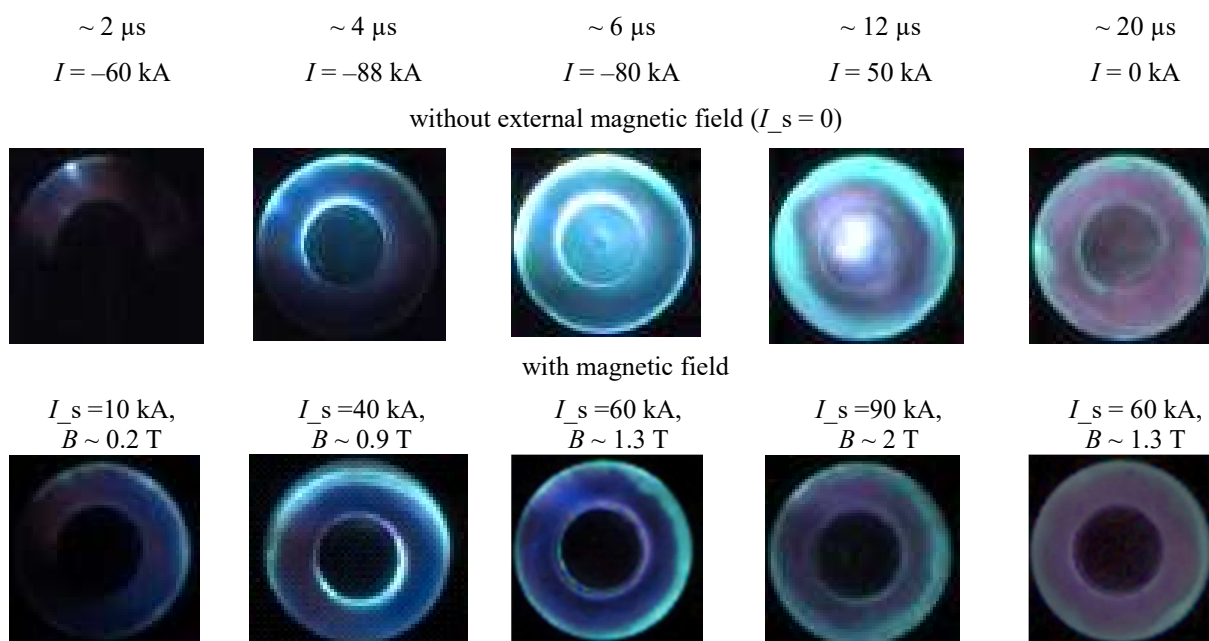 ~ 2 µs ~ 4 µs ~ 6 µs ~ 12 µs ~ 20 µs
I = –60 kA I = –88 kA I = –80 kA I = 50 kA I = 0 kA
without external magnetic field (I_s = 0)
with magnetic field
I_s =10 kA, I_s =40 kA, I_s =60 kA, I_s =90 kA, I_s = 60 kA,
B ~ 0.2 T B ~ 0.9 T B ~ 1.3 T B ~ 2 T B ~ 1.3 T